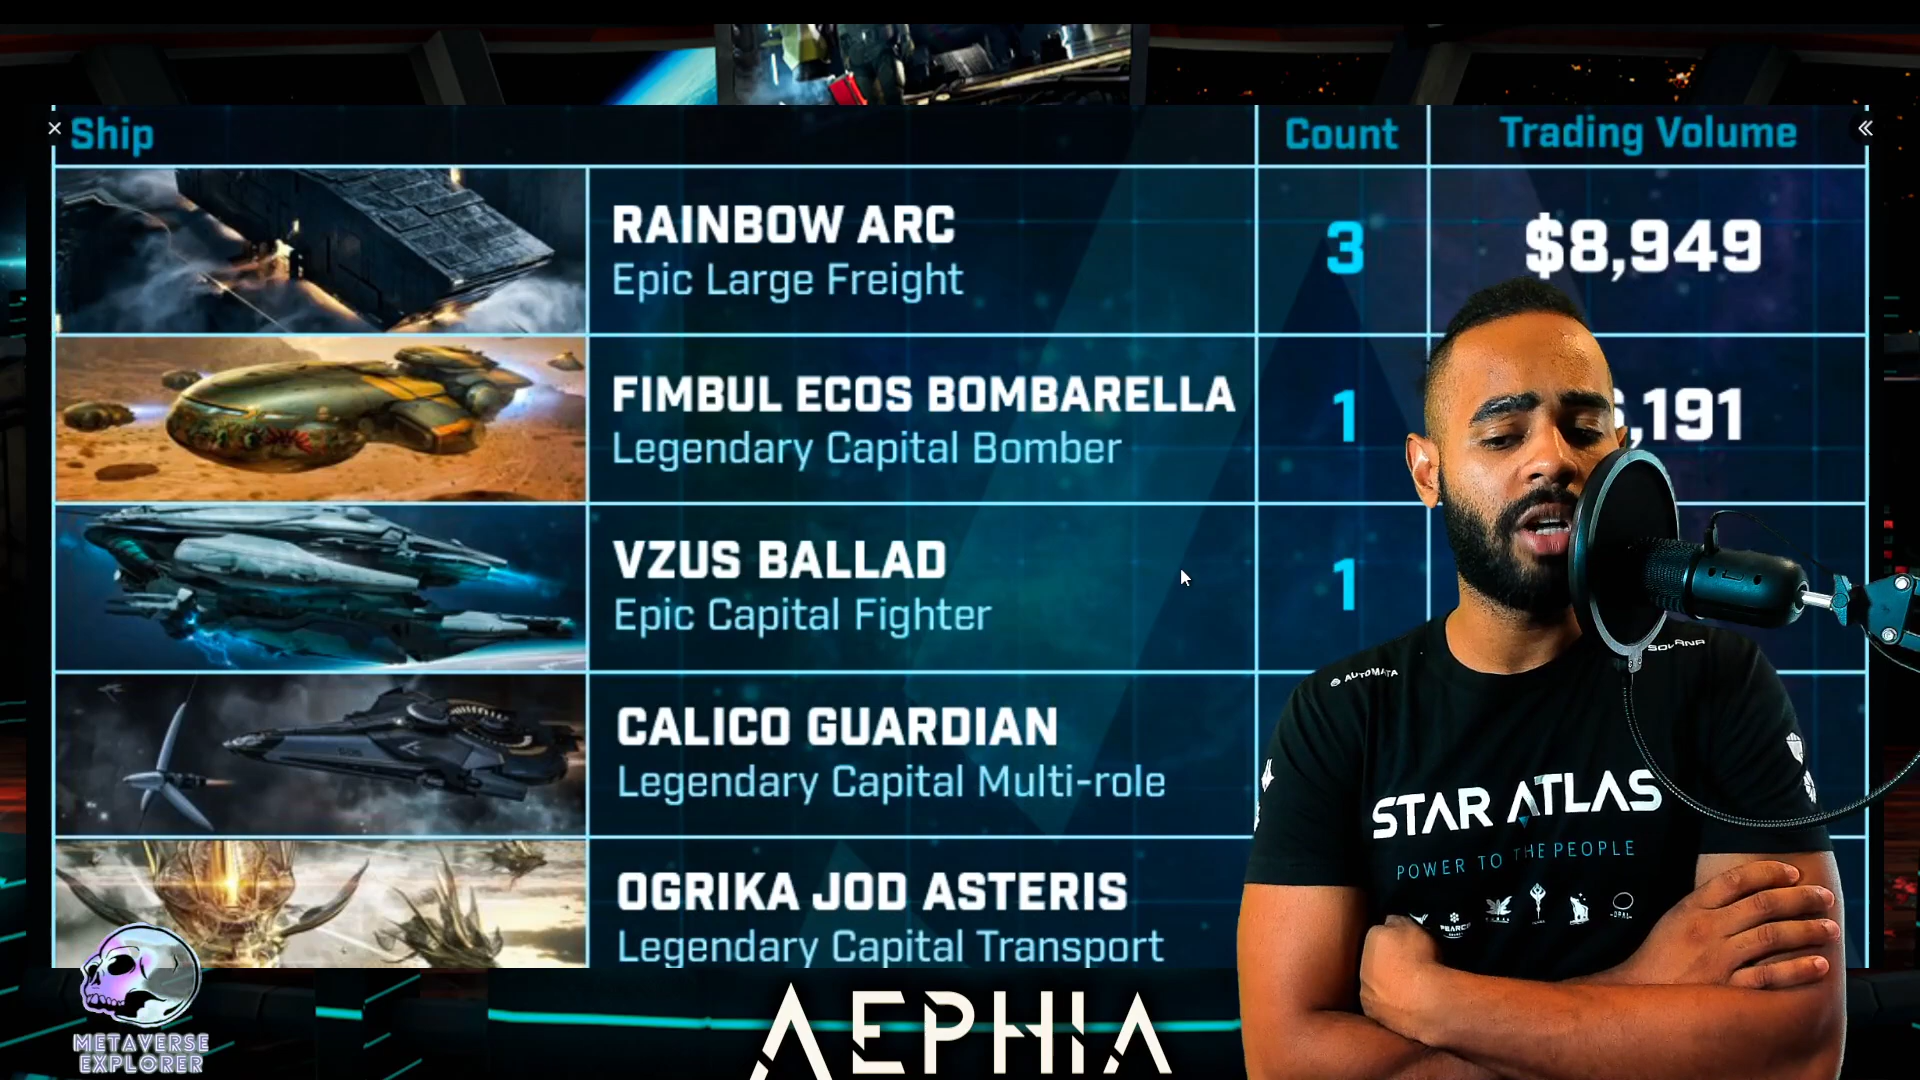 Ship
Count
Trading Volume
RAINBOW ARC
Epic Large Freight
3
$8,949
FIMBUL ECOS BOMBARELLA
Legendary Capital Bomber
1
,191
VZUS BALLAD
Epic Capital Fighter
1
CALICO GUARDIAN
Legendary Capital Multi-role
OGRIKA JOD ASTERIS
Legendary Capital Transport
AUTOMATA
SOLANA
STAR ATLAS
POWER TO THE PEOPLE
METAVERSE
EXPLORER
AEPHIA